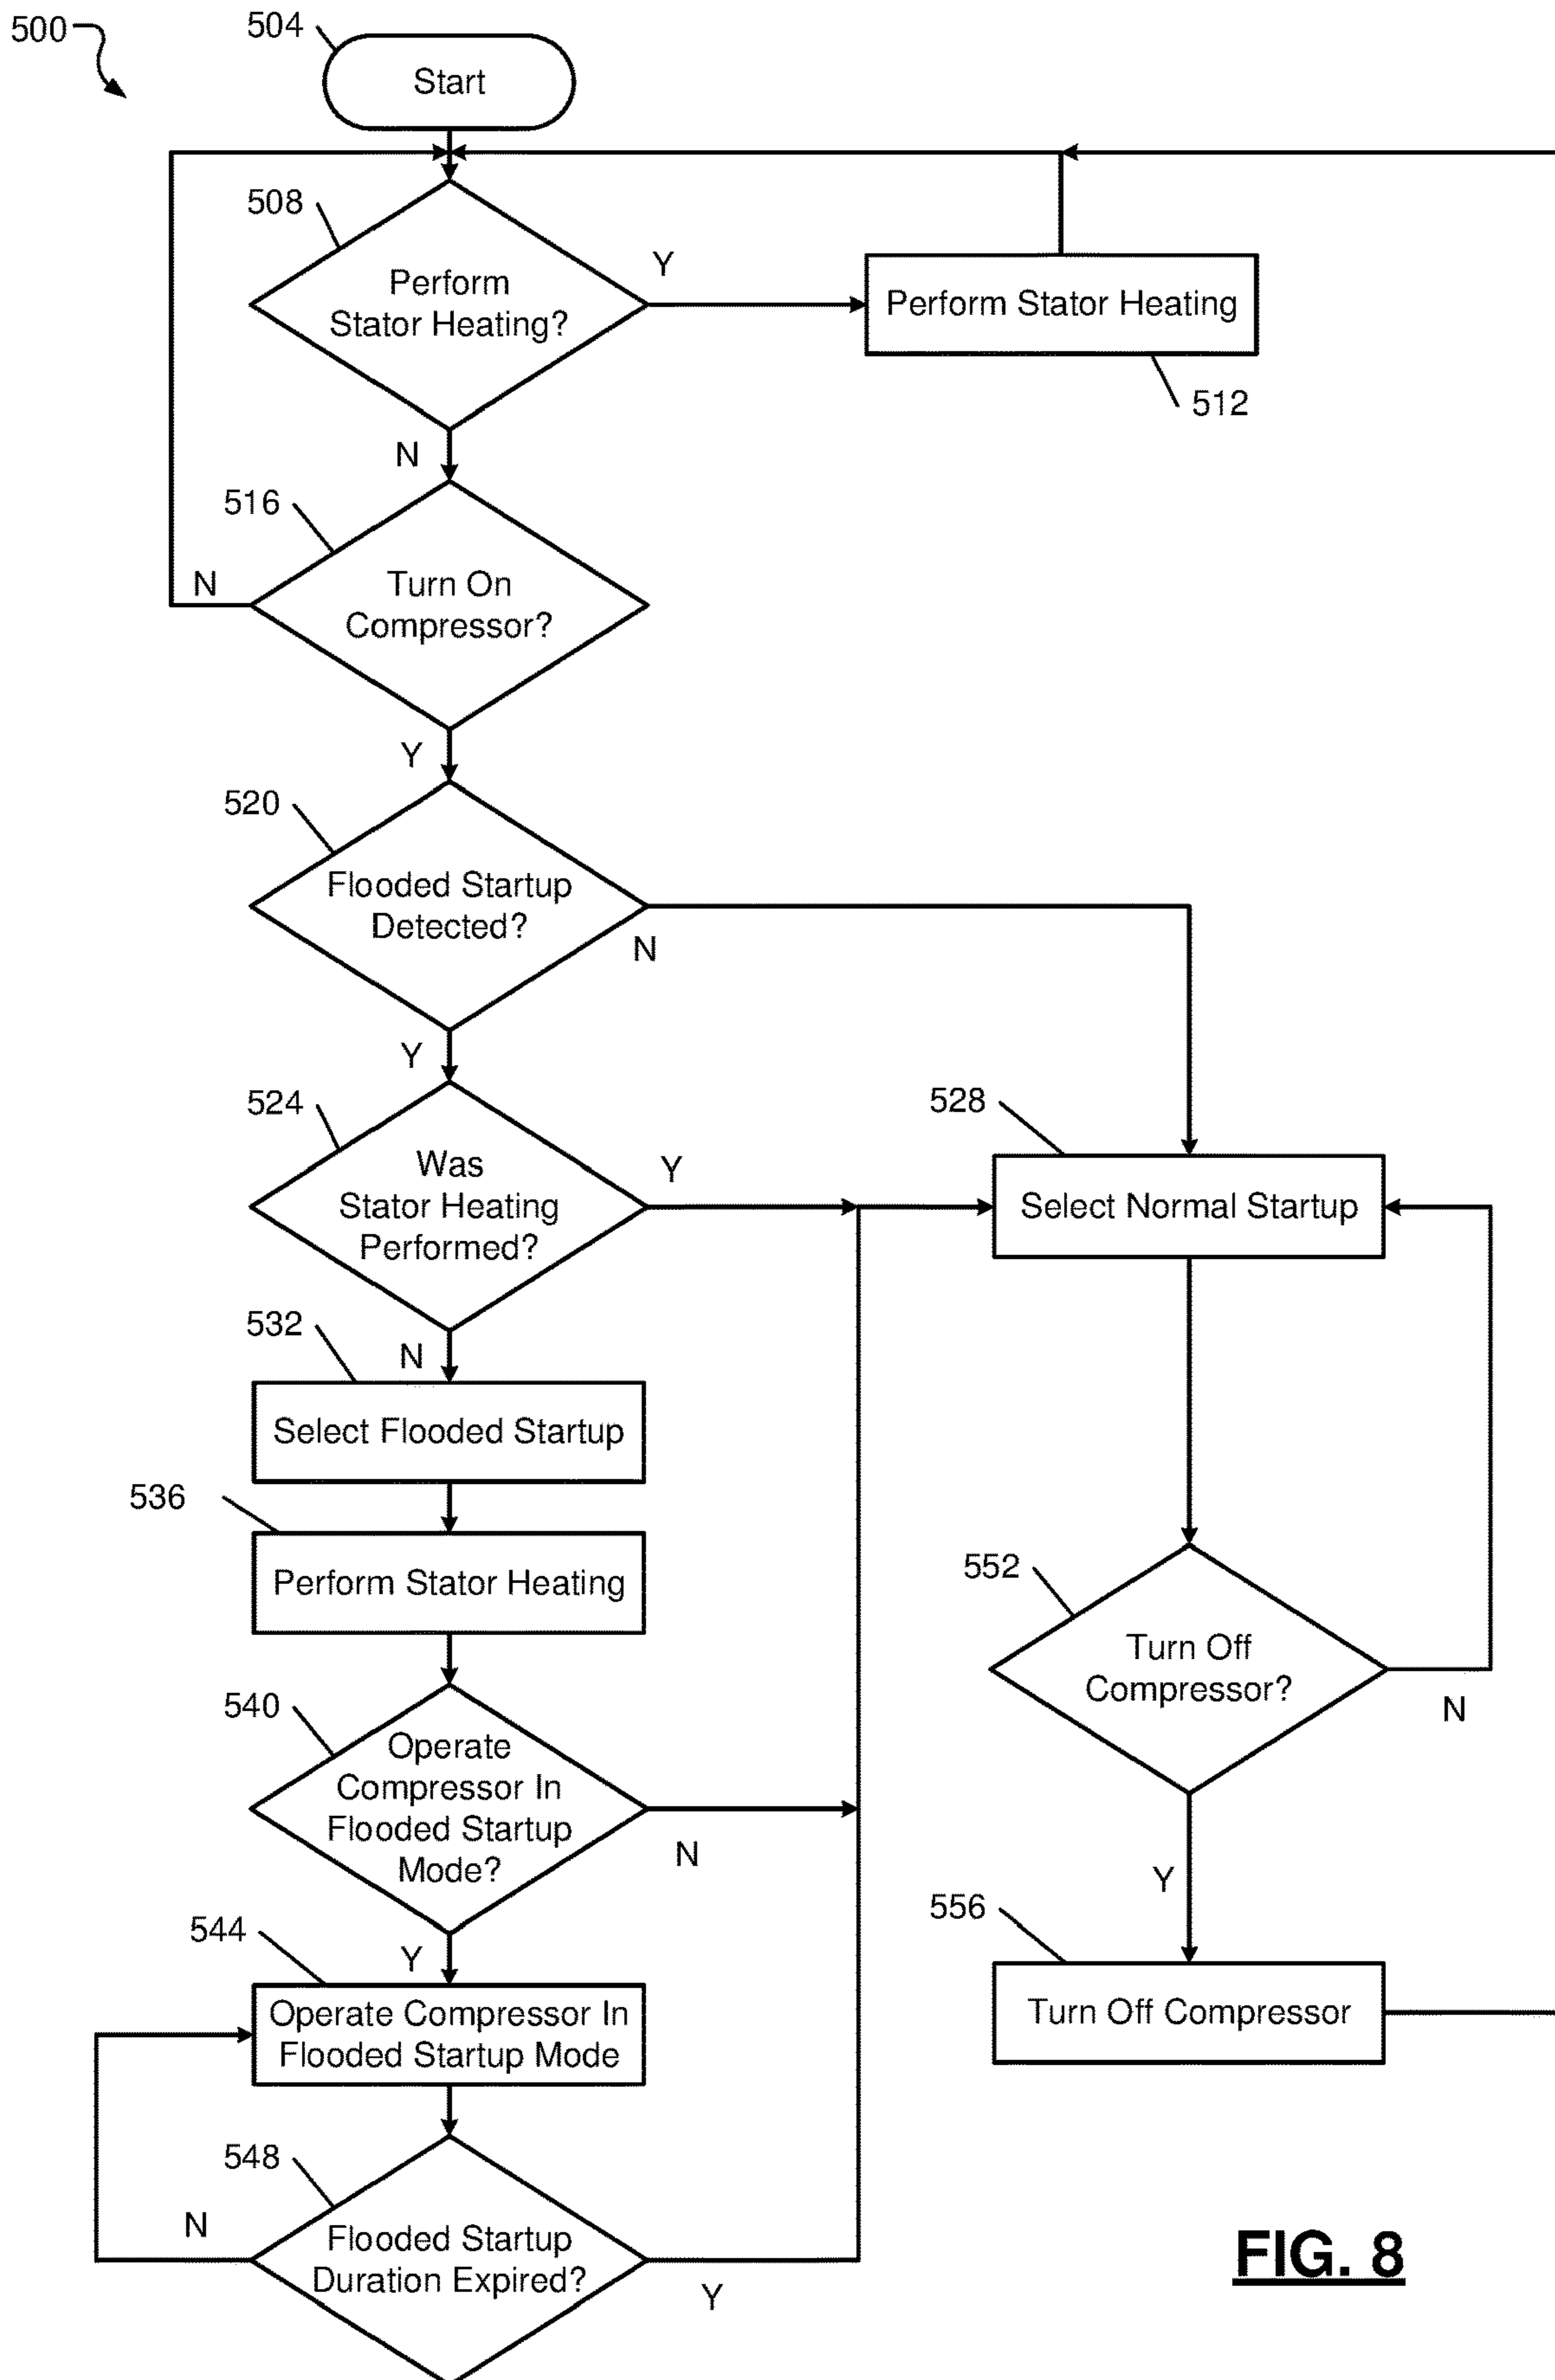 500
504
Start
508
Perform
Stator Heating?
Y
Perform Stator Heating
512
N
516
Turn On
Compressor?
N
Y
520
Flooded Startup
Detected?
N
Y
524
Was
Stator Heating
Performed?
Y
528
Select Normal Startup
N
532
Select Flooded Startup
536
Perform Stator Heating
540
Operate
Compressor In
Flooded Startup
Mode?
N
Y
544
Operate Compressor In
Flooded Startup Mode
548
Flooded Startup
Duration Expired?
N
Y
552
Turn Off
Compressor?
N
Y
556
Turn Off Compressor
FIG. 8